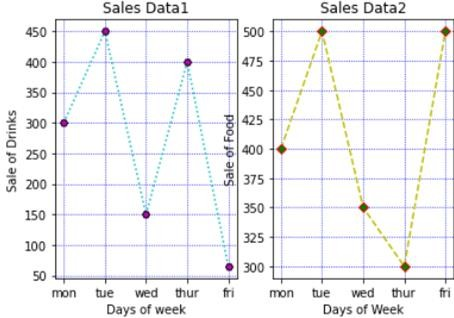 Sales Data1
Sale of Drinks
450
400
350
300
250
200
150
100
50
mon tue wed thur fri
Days of week
Sales Data2
Sale of Food
500
475
450
425
400
375
350
325
300
mon tue wed thur fri
Days of Week